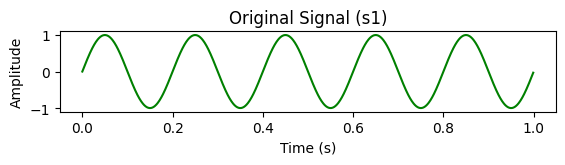 Original Signal (s1)
Amplitude
1
0
−1
0.0 0.2 0.4 0.6 0.8 1.0
Time (s)